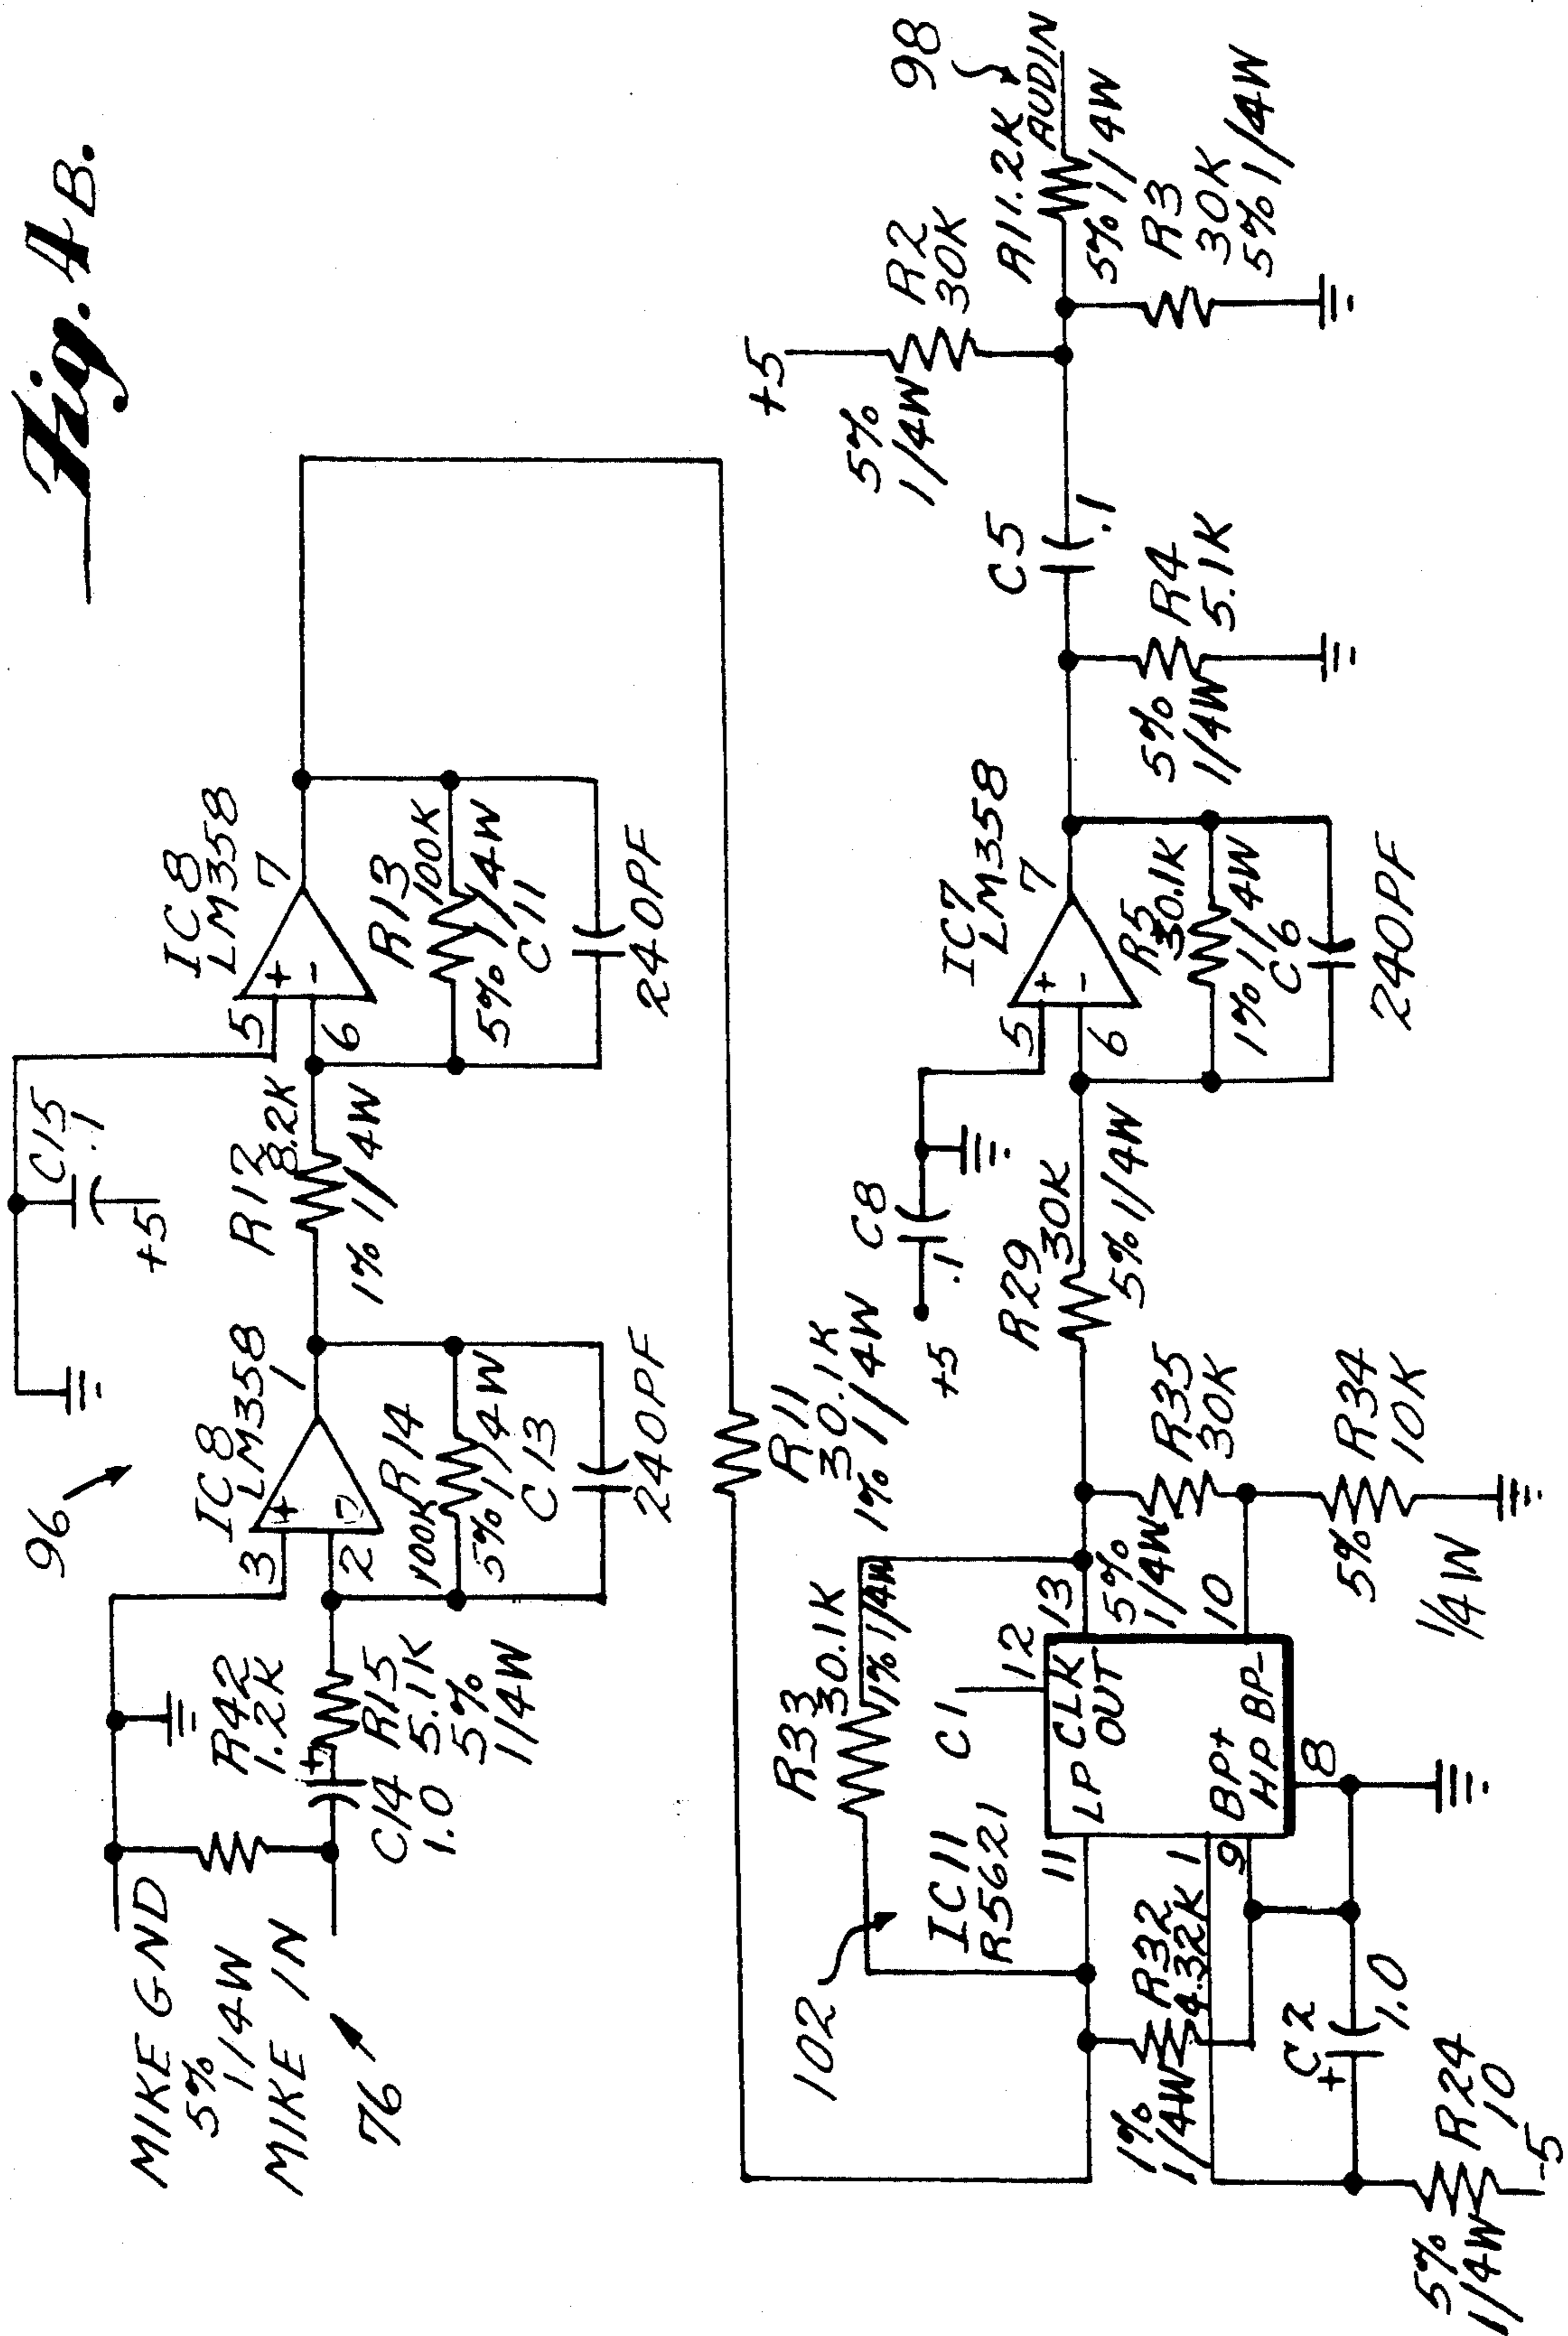 Fig. 4B.
96
MIKE GND
5%
1/4W
MIKE IN
76
R42
1.2K
C14
1.0
R15
5.1K
5%
1/4W
IC8
LM358
3
+
2
1
R14
100K
5% 1/4W
C13
240PF
C15
.1
+5
R12
8.2K
1% 1/4W
IC8
LM358
5
+
6
-
7
R13
100K
5% 1/4W
C11
240PF
R11
30.1K
1% 1/4W
102
R33
30.1K
1% 1/4W
IC11
R5621
C1
12
11
LP CLK
OUT
13
BP+
HP BP-
1
9
8
10
R32
4.32K
1%
1/4W
C2
+
1.0
R24
10
5%
1/4W
-5
5%
1/4W
R35
30K
R34
10K
5%
1/4W
R29
30K
5% 1/4W
C8
.1
+5
IC7
LM358
5
+
6
-
7
R5
30.1K
1% 1/4W
C6
240PF
R4
5.1K
5%
1/4W
C5
.1
+5
R2
30K
5%
1/4W
R1 1.2K
5% 1/4W
AUDIN
98
R3
30K
5% 1/4W